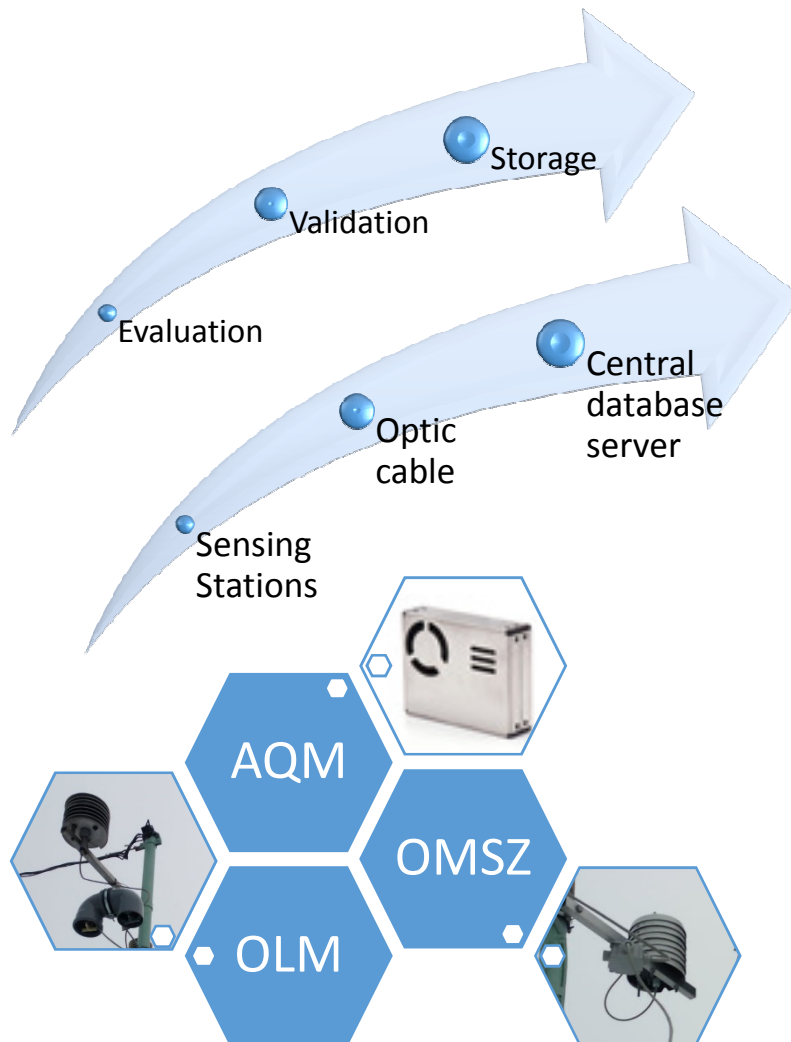 Storage
Validation
Evaluation
Central
database
server
Optic
cable
Sensing
Stations
AQM
OMSZ
OLM